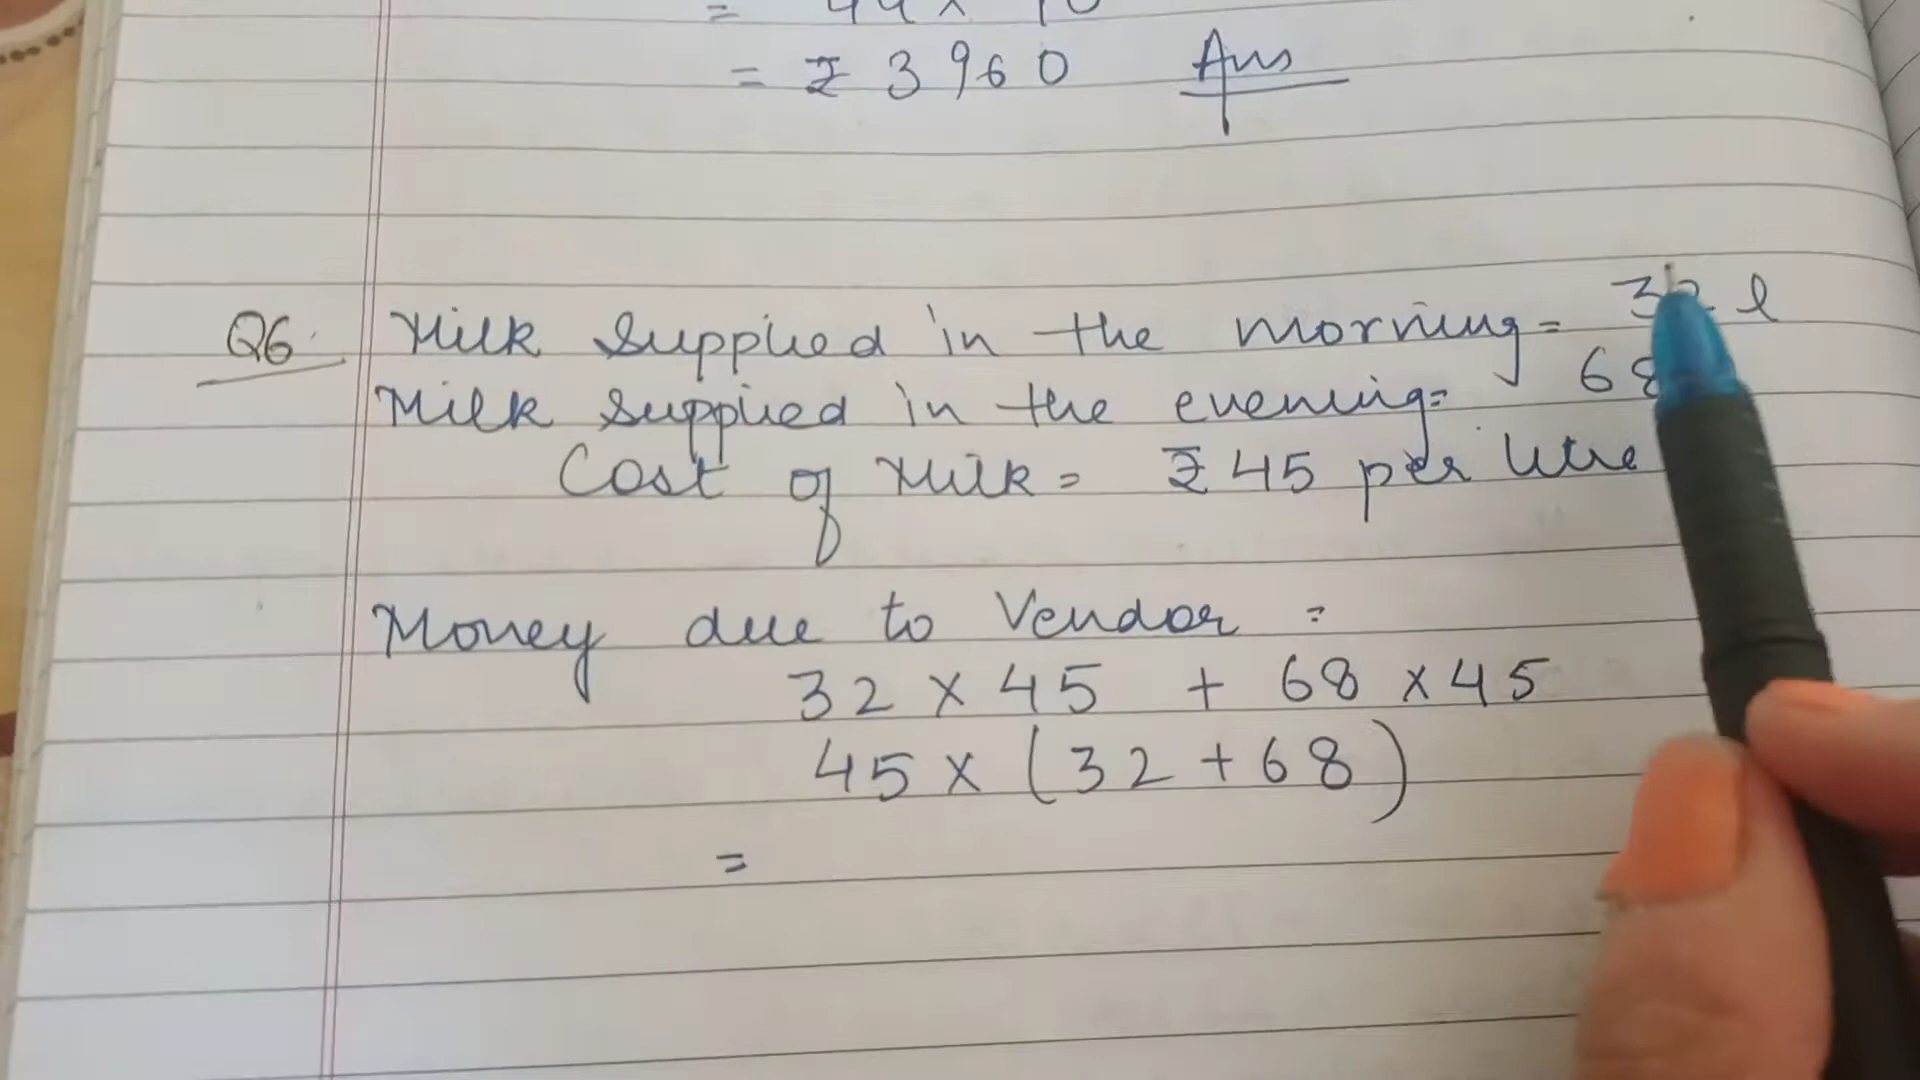 = ₹ 3960 Ans
Q6. Milk Supplied in the morning = 32 l
Milk Supplied in the evening = 68
Cost of Milk = ₹ 45 per litre
Money due to Vendor =
32 × 45 + 68 × 45
45 × (32 + 68)
=